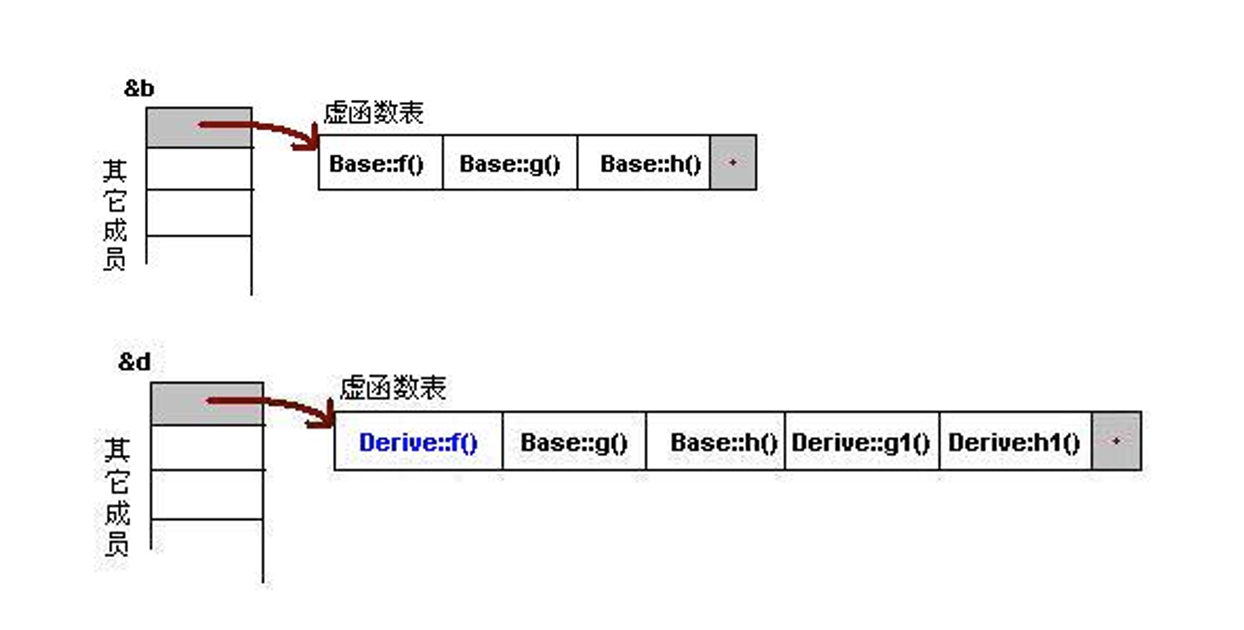 &b
虚函数表
Base::f() Base::g() Base::h()
其它成员
&d
虚函数表
Derive::f() Base::g() Base::h() Derive::g1() Derive:h1()
其它成员